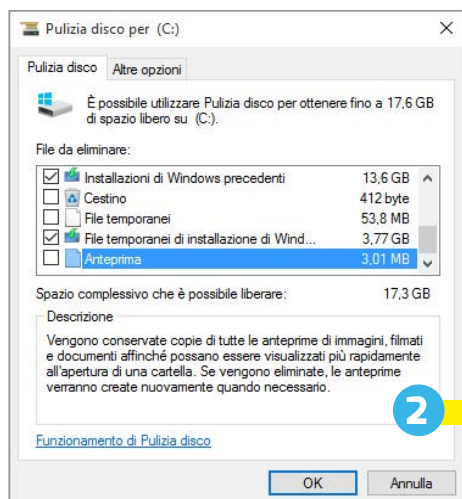 Pulizia disco per (C:)
Pulizia disco Altre opzioni
È possibile utilizzare Pulizia disco per ottenere fino a 17,6 GB
di spazio libero su (C:).
File da eliminare:
Installazioni di Windows precedenti 13,6 GB
Cestino 412 byte
File temporanei 53,8 MB
File temporanei di installazione di Wind... 3,77 GB
Anteprima 3,01 MB
Spazio complessivo che è possibile liberare: 17,3 GB
Descrizione
Vengono conservate copie di tutte le anteprime di immagini, filmati
e documenti affinché possano essere visualizzati più rapidamente
all'apertura di una cartella. Se vengono eliminate, le anteprime
verranno create nuovamente quando necessario.
2
Funzionamento di Pulizia disco
OK Annulla